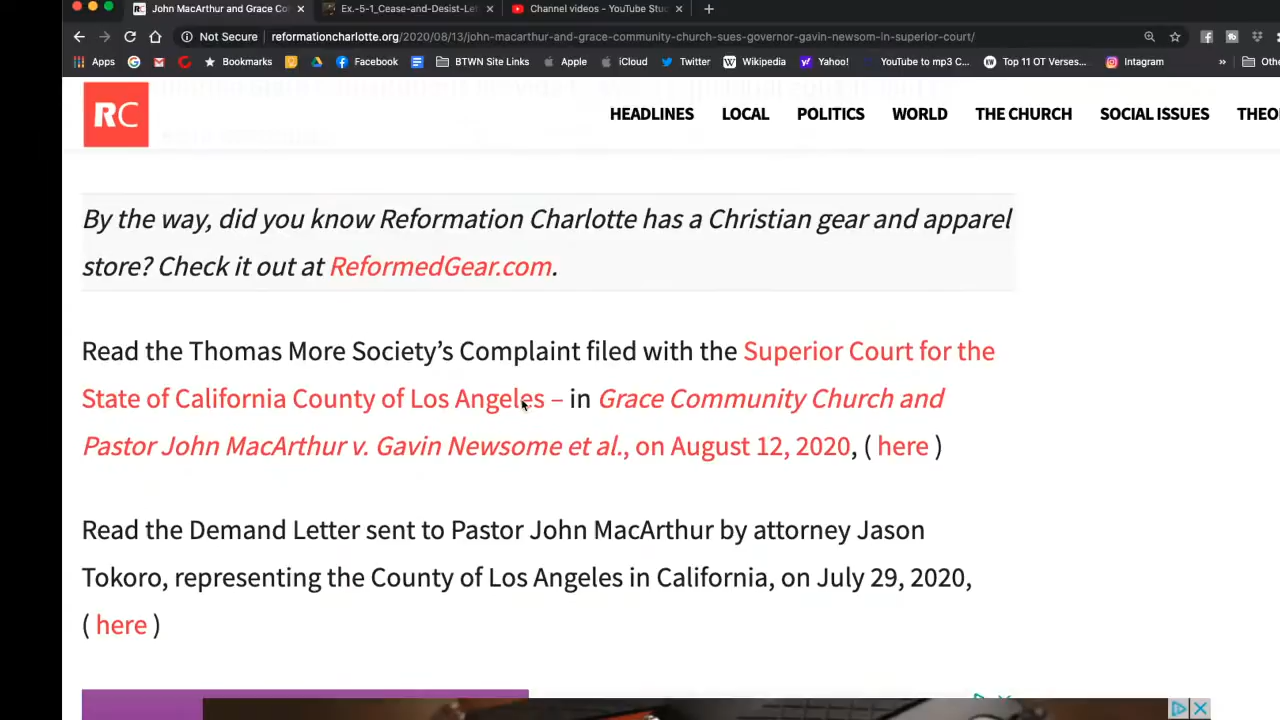 John MacArthur and Grace Co
Ex.-5-1_Cease-and-Desist-Let
Channel videos - YouTube Stu
Not Secure reformationcharlotte.org/2020/08/13/john-macarthur-and-grace-community-church-sues-governor-gavin-newsom-in-superior-court/
Apps Bookmarks Facebook BTWN Site Links Apple iCloud Twitter Wikipedia Yahoo! YouTube to mp3 C... Top 11 OT Verses... Intagram » Othe
RC HEADLINES LOCAL POLITICS WORLD THE CHURCH SOCIAL ISSUES THEO
By the way, did you know Reformation Charlotte has a Christian gear and apparel
store? Check it out at ReformedGear.com.
Read the Thomas More Society’s Complaint filed with the Superior Court for the
State of California County of Los Angeles – in Grace Community Church and
Pastor John MacArthur v. Gavin Newsome et al., on August 12, 2020, ( here )
Read the Demand Letter sent to Pastor John MacArthur by attorney Jason
Tokoro, representing the County of Los Angeles in California, on July 29, 2020,
( here )